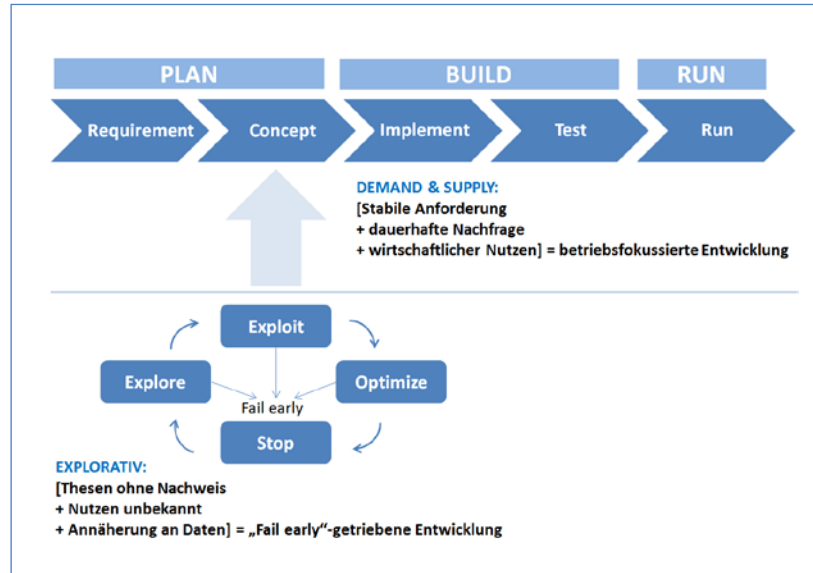 PLAN BUILD RUN
Requirement Concept Implement Test Run
DEMAND & SUPPLY:
[Stabile Anforderung
+ dauerhafte Nachfrage
+ wirtschaftlicher Nutzen] = betriebsfokussierte Entwicklung
Exploit
Explore Optimize
Fail early
Stop
EXPLORATIV:
[Thesen ohne Nachweis
+ Nutzen unbekannt
+ Annäherung an Daten] = „Fail early“-getriebene Entwicklung